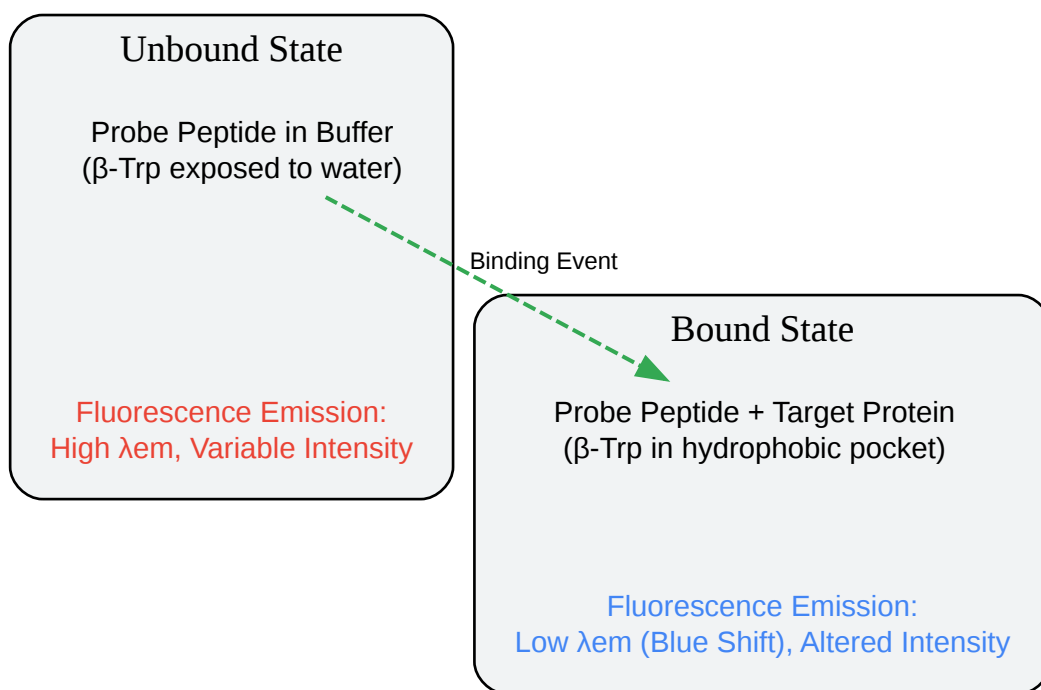 Unbound State
Probe Peptide in Buffer
(β-Trp exposed to water)
Fluorescence Emission:
High λem, Variable Intensity
Binding Event
Bound State
Probe Peptide + Target Protein
(β-Trp in hydrophobic pocket)
Fluorescence Emission:
Low λem (Blue Shift), Altered Intensity